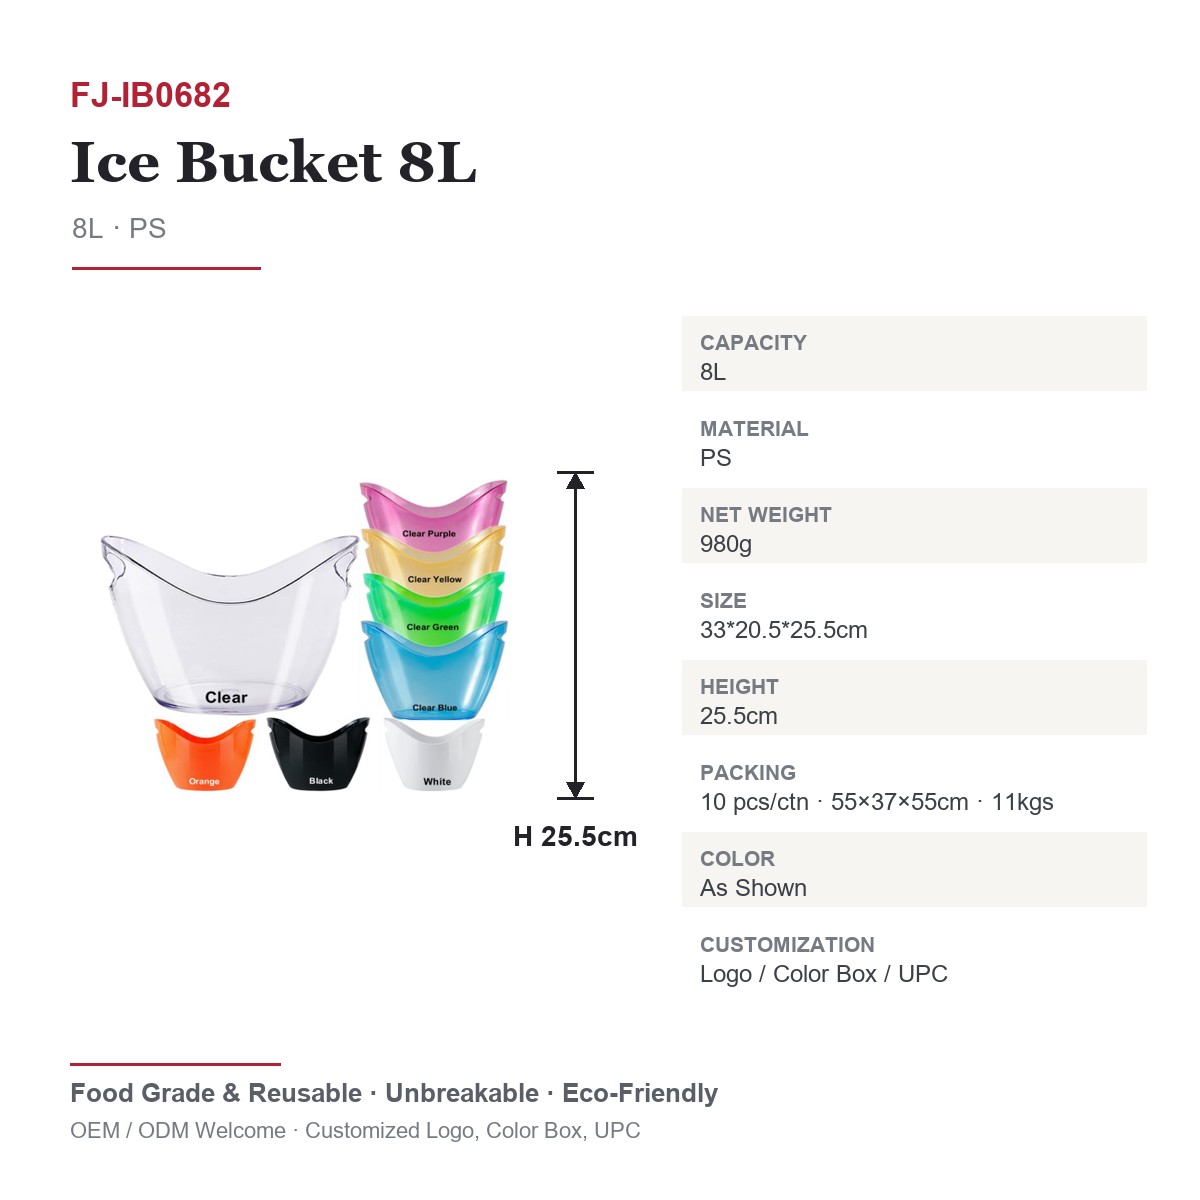 FJ-IB0682
Ice Bucket 8L
8L · PS
CAPACITY
8L
MATERIAL
PS
NET WEIGHT
980g
SIZE
33*20.5*25.5cm
HEIGHT
25.5cm
PACKING
10 pcs/ctn · 55×37×55cm · 11kgs
COLOR
As Shown
CUSTOMIZATION
Logo / Color Box / UPC
Clear Purple
Clear Yellow
Clear Green
Clear Blue
Clear
Orange
Black
White
H 25.5cm
Food Grade & Reusable · Unbreakable · Eco-Friendly
OEM / ODM Welcome · Customized Logo, Color Box, UPC